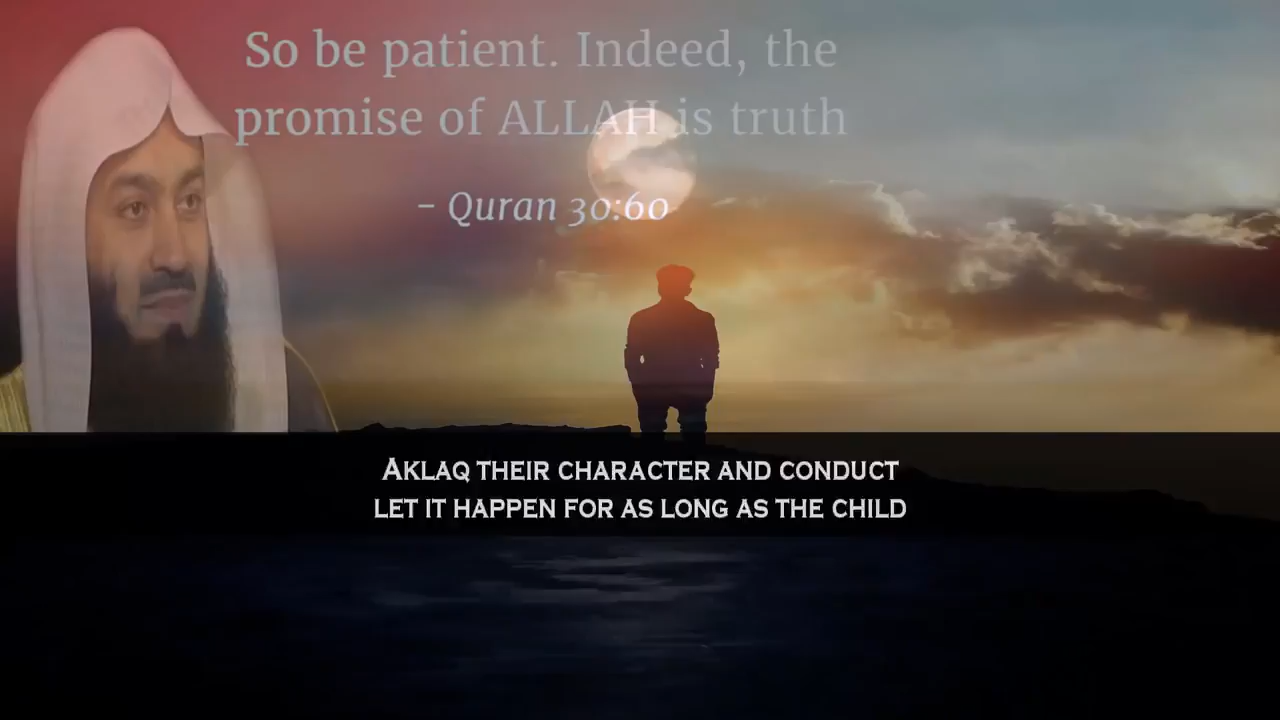 So be patient. Indeed, the
promise of ALLAH is truth
- Quran 30:60
AKLAQ THEIR CHARACTER AND CONDUCT
LET IT HAPPEN FOR AS LONG AS THE CHILD